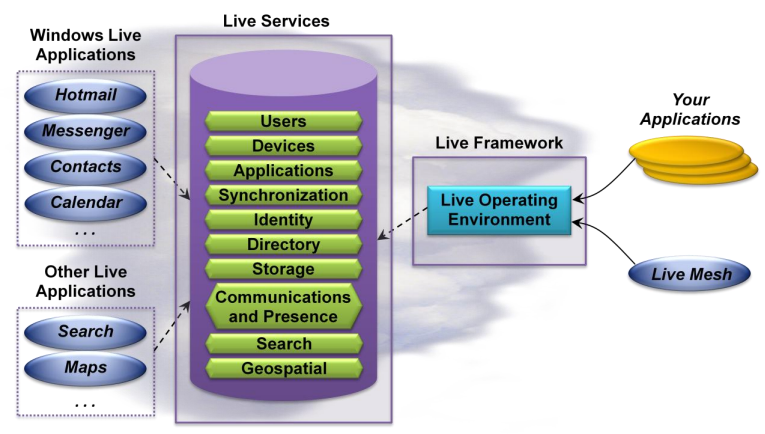 Live Services
Windows Live
Applications
Hotmail
Messenger
Contacts
Calendar
...
Other Live
Applications
Search
Maps
...
Users
Devices
Applications
Synchronization
Identity
Directory
Storage
Communications
and Presence
Search
Geospatial
Live Framework
Live Operating
Environment
Your
Applications
Live Mesh